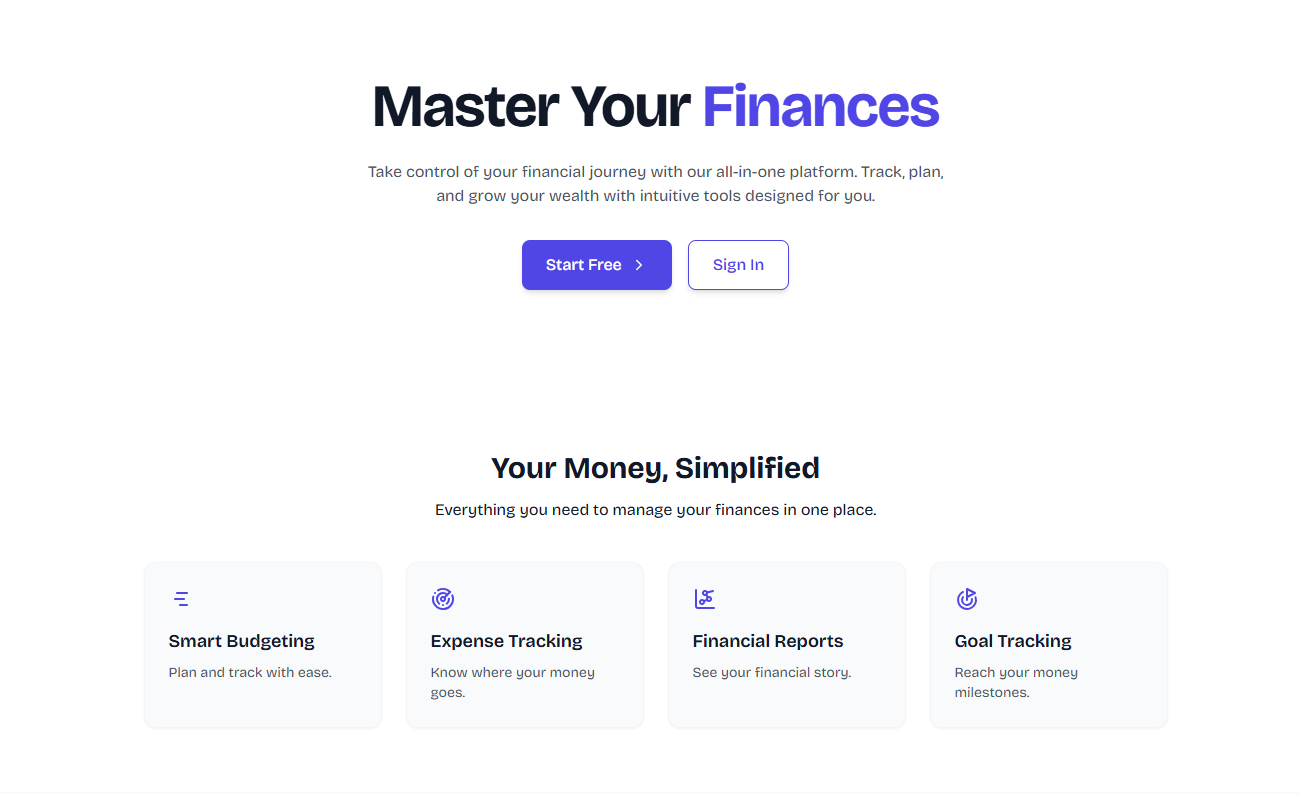 Master Your Finances
Take control of your financial journey with our all-in-one platform. Track, plan,
and grow your wealth with intuitive tools designed for you.
Start Free
Sign In
Your Money, Simplified
Everything you need to manage your finances in one place.
Smart Budgeting
Plan and track with ease.
Expense Tracking
Know where your money
goes.
Financial Reports
See your financial story.
Goal Tracking
Reach your money
milestones.